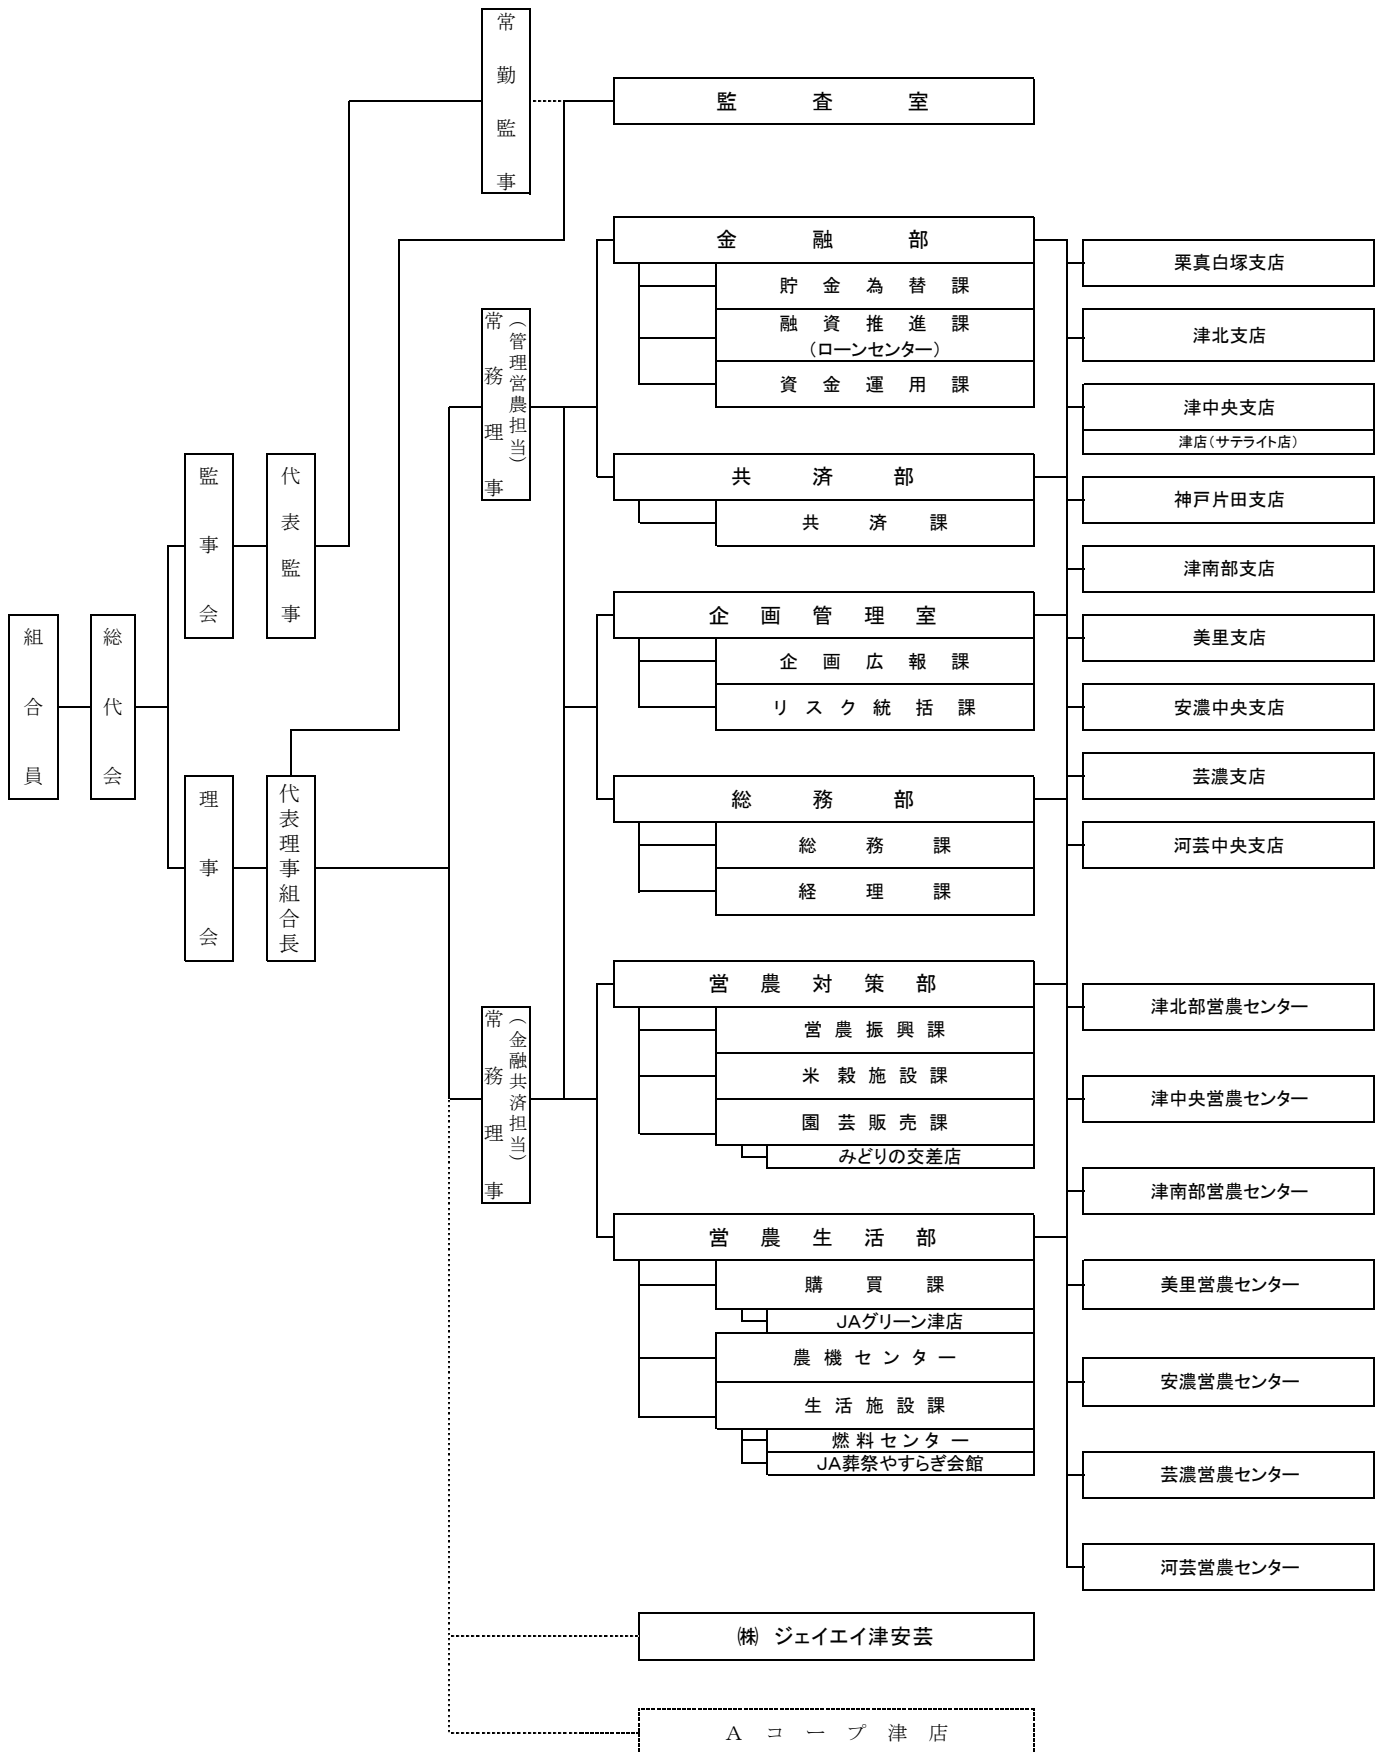 組合員
総代会
監事会
理事会
代表監事
代表理事組合長
常勤監事
常務理事
（管理営農担当）
常務理事
（金融共済担当）
監査室
金融部
貯金為替課
融資推進課
（ローンセンター）
資金運用課
共済部
共済課
企画管理室
企画広報課
リスク統括課
総務部
総務課
経理課
営農対策部
営農振興課
米穀施設課
園芸販売課
みどりの交差店
営農生活部
購買課
JAグリーン津店
農機センター
生活施設課
燃料センター
JA葬祭やすらぎ会館
㈱ ジェイエイ津安芸
Aコープ津店
栗真白塚支店
津北支店
津中央支店
津店（サテライト店）
神戸片田支店
津南部支店
美里支店
安濃中央支店
芸濃支店
河芸中央支店
津北部営農センター
津中央営農センター
津南部営農センター
美里営農センター
安濃営農センター
芸濃営農センター
河芸営農センター